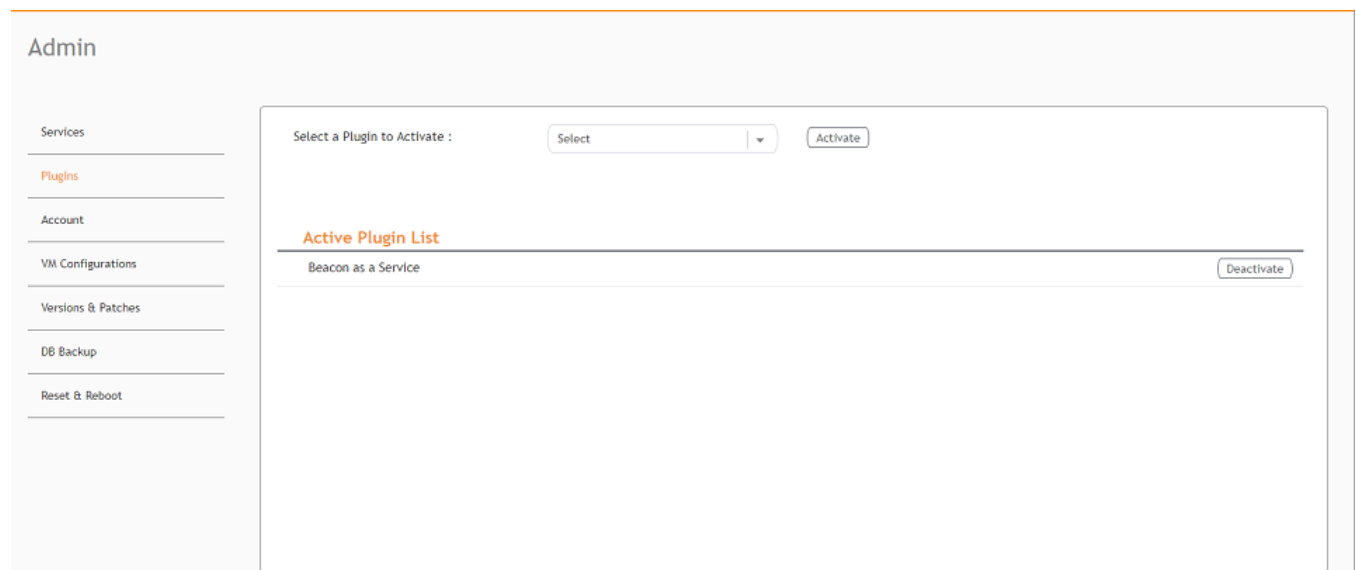 Admin
Services
Plugins
Account
VM Configurations
Versions & Patches
DB Backup
Reset & Reboot
Select a Plugin to Activate : Select Activate
Active Plugin List
Beacon as a Service Deactivate